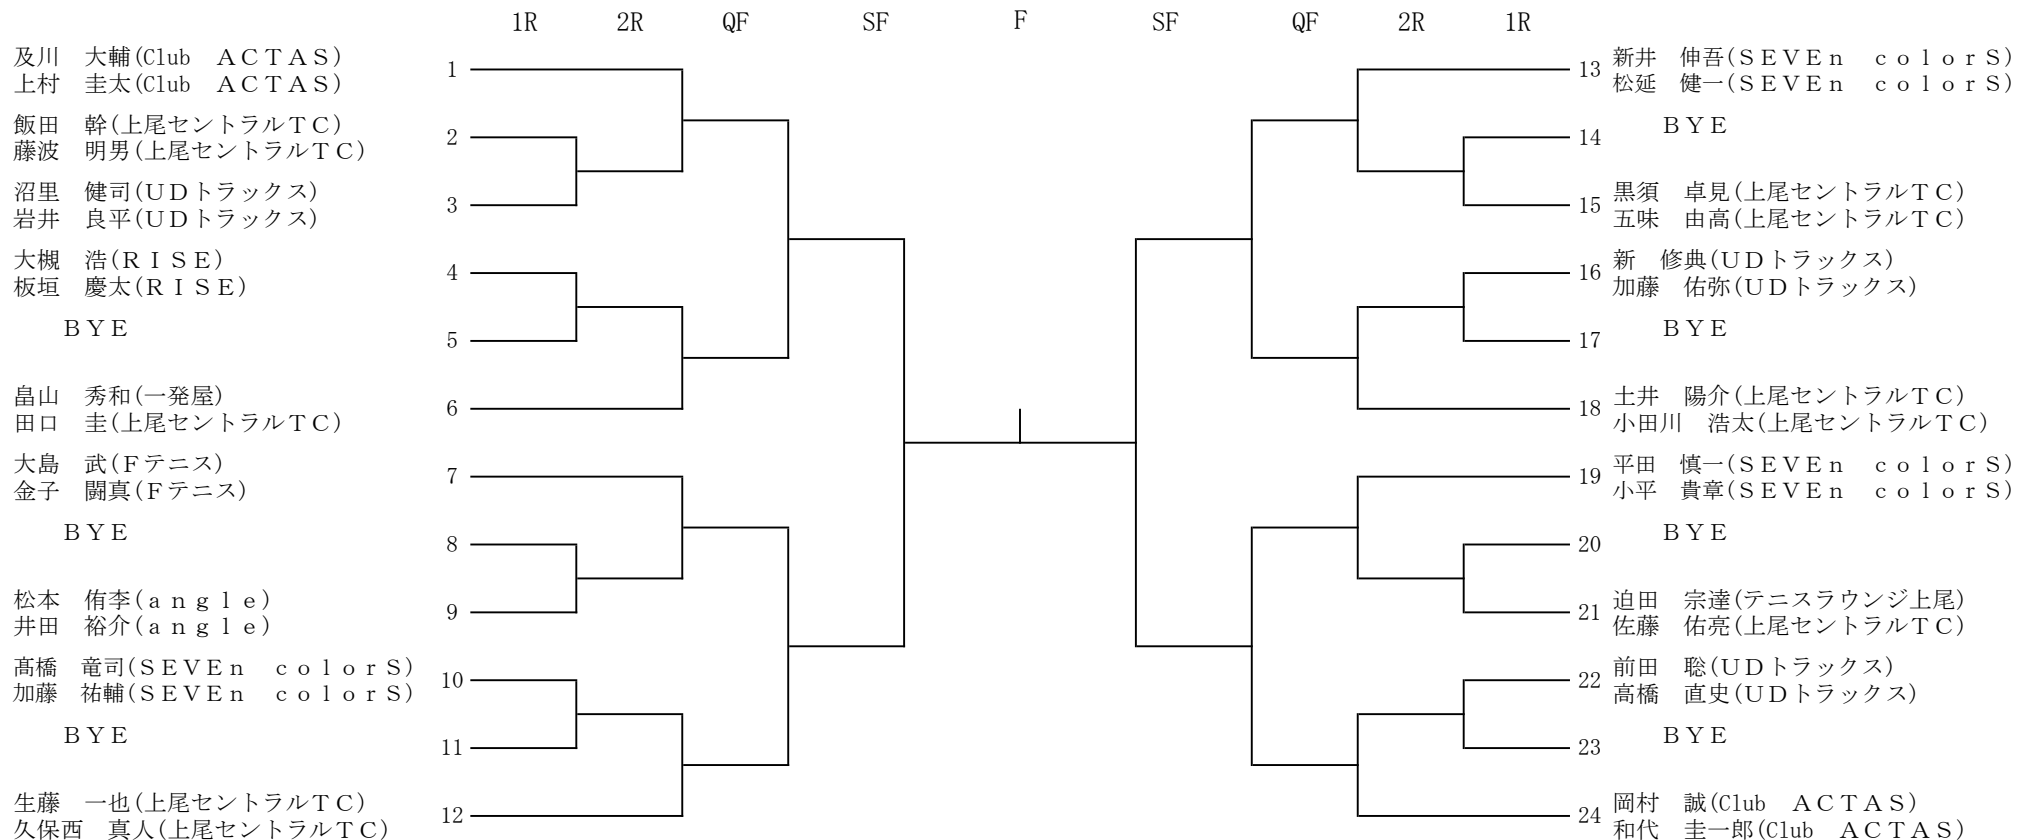 1R 2R QF SF F SF QF 2R 1R
及川　大輔(Club　ＡＣＴＡＳ)
上村　圭太(Club　ＡＣＴＡＳ)
1
飯田　幹(上尾セントラルＴＣ)
藤波　明男(上尾セントラルＴＣ)
2
沼里　健司(ＵＤトラックス)
岩井　良平(ＵＤトラックス)
3
大槻　浩(ＲＩＳＥ)
板垣　慶太(ＲＩＳＥ)
4
ＢＹＥ
5
畠山　秀和(一発屋)
田口　圭(上尾セントラルＴＣ)
6
大島　武(Ｆテニス)
金子　闘真(Ｆテニス)
7
ＢＹＥ
8
松本　侑李(ａｎｇｌｅ)
井田　裕介(ａｎｇｌｅ)
9
髙橋　竜司(ＳＥＶＥｎ　ｃｏｌｏｒＳ)
加藤　祐輔(ＳＥＶＥｎ　ｃｏｌｏｒＳ)
10
ＢＹＥ
11
生藤　一也(上尾セントラルＴＣ)
久保西　真人(上尾セントラルＴＣ)
12
13
新井　伸吾(ＳＥＶＥｎ　ｃｏｌｏｒＳ)
松延　健一(ＳＥＶＥｎ　ｃｏｌｏｒＳ)
14
ＢＹＥ
15
黒須　卓見(上尾セントラルＴＣ)
五味　由高(上尾セントラルＴＣ)
16
新　修典(ＵＤトラックス)
加藤　佑弥(ＵＤトラックス)
17
ＢＹＥ
18
土井　陽介(上尾セントラルＴＣ)
小田川　浩太(上尾セントラルＴＣ)
19
平田　慎一(ＳＥＶＥｎ　ｃｏｌｏｒＳ)
小平　貴章(ＳＥＶＥｎ　ｃｏｌｏｒＳ)
20
ＢＹＥ
21
迫田　宗達(テニスラウンジ上尾)
佐藤　佑亮(上尾セントラルＴＣ)
22
前田　聡(ＵＤトラックス)
高橋　直史(ＵＤトラックス)
23
ＢＹＥ
24
岡村　誠(Club　ＡＣＴＡＳ)
和代　圭一郎(Club　ＡＣＴＡＳ)